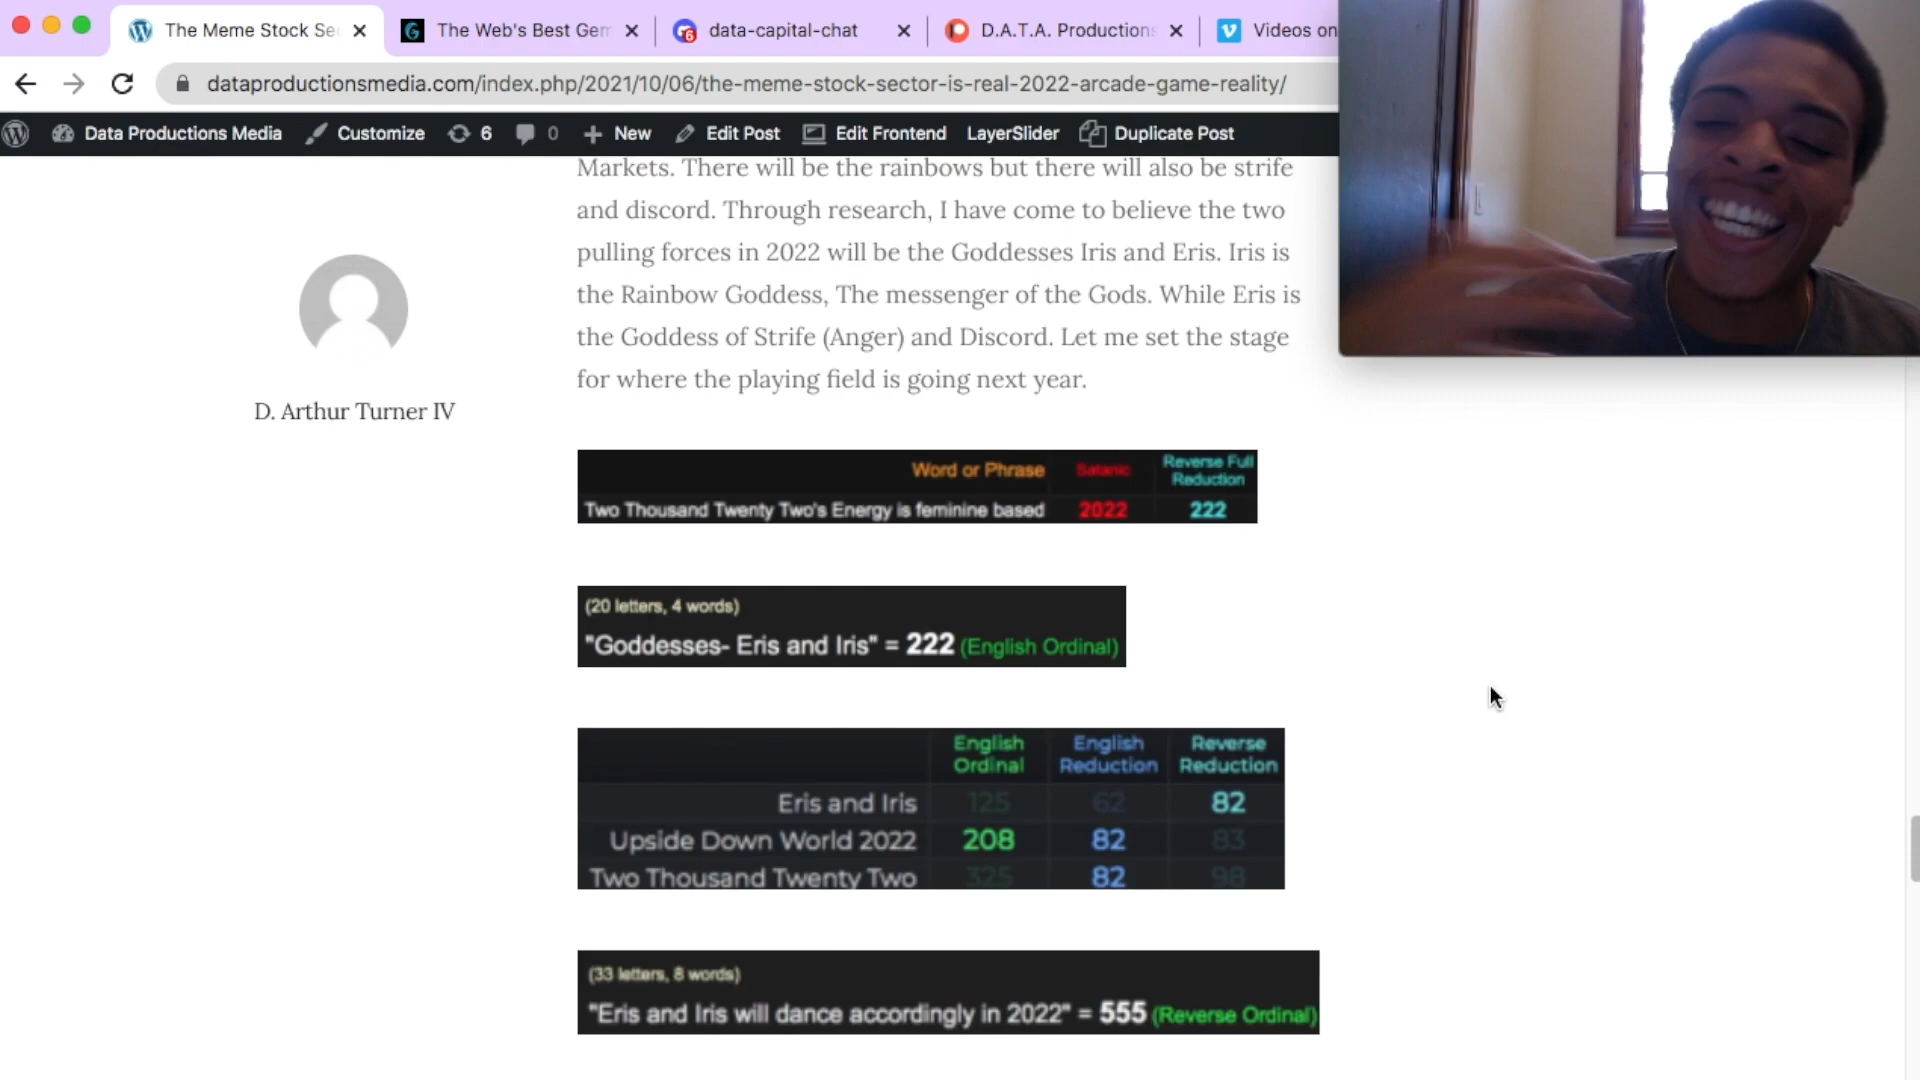 The Meme Stock Se
The Web's Best Gem
data-capital-chat
D.A.T.A. Productions
Videos on
dataproductionsmedia.com/index.php/2021/10/06/the-meme-stock-sector-is-real-2022-arcade-game-reality/
Data Productions Media
Customize
6
0
New
Edit Post
Edit Frontend
LayerSlider
Duplicate Post
Markets. There will be the rainbows but there will also be strife
and discord. Through research, I have come to believe the two
pulling forces in 2022 will be the Goddesses Iris and Eris. Iris is
the Rainbow Goddess, The messenger of the Gods. While Eris is
the Goddess of Strife (Anger) and Discord. Let me set the stage
for where the playing field is going next year.
D. Arthur Turner IV
Word or Phrase Satanic Reverse Full Reduction
Two Thousand Twenty Two's Energy is feminine based 2022 222
(20 letters, 4 words)
"Goddesses- Eris and Iris" = 222 (English Ordinal)
English Ordinal English Reduction Reverse Reduction
Eris and Iris 125 62 82
Upside Down World 2022 208 82 83
Two Thousand Twenty Two 325 82 98
(33 letters, 8 words)
"Eris and Iris will dance accordingly in 2022" = 555 (Reverse Ordinal)